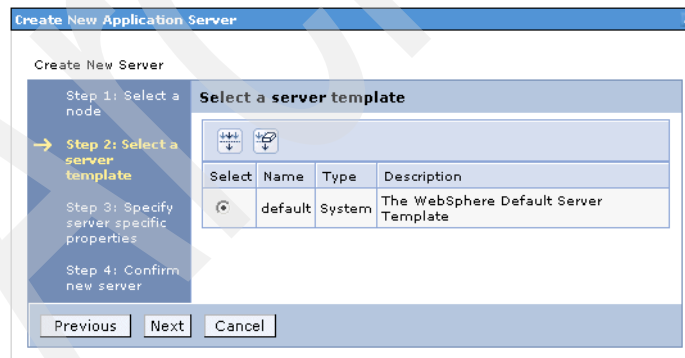 Create New Application Server
Create New Server
Step 1: Select a
node
Step 2: Select a
server
template
Step 3: Specify
server specific
properties
Step 4: Confirm
new server
Select a server template
Select Name Type Description
default System The WebSphere Default Server
Template
Previous Next Cancel